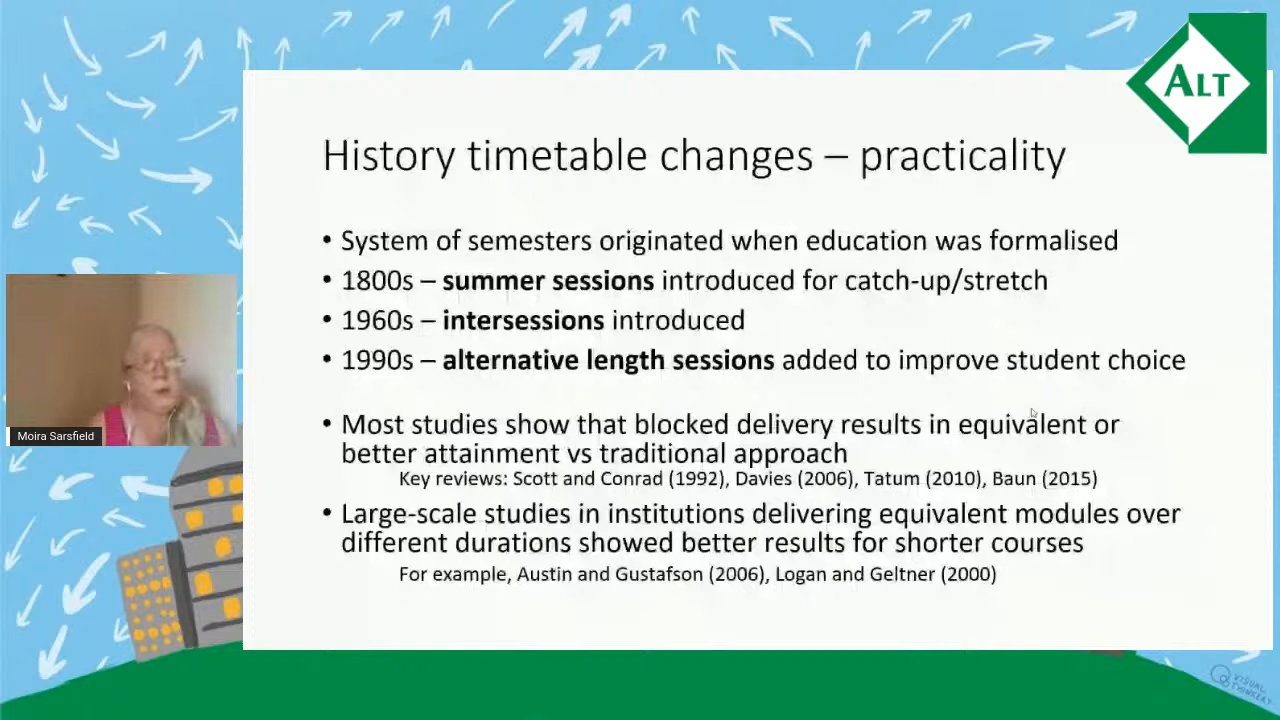 ALT
History timetable changes – practicality
• System of semesters originated when education was formalised
• 1800s – summer sessions introduced for catch-up/stretch
• 1960s – intersessions introduced
• 1990s – alternative length sessions added to improve student choice
• Most studies show that blocked delivery results in equivalent or
better attainment vs traditional approach
Key reviews: Scott and Conrad (1992), Davies (2006), Tatum (2010), Baun (2015)
• Large-scale studies in institutions delivering equivalent modules over
different durations showed better results for shorter courses
For example, Austin and Gustafson (2006), Logan and Geltner (2000)
Moira Sarsfield
VISUAL
THINKERY